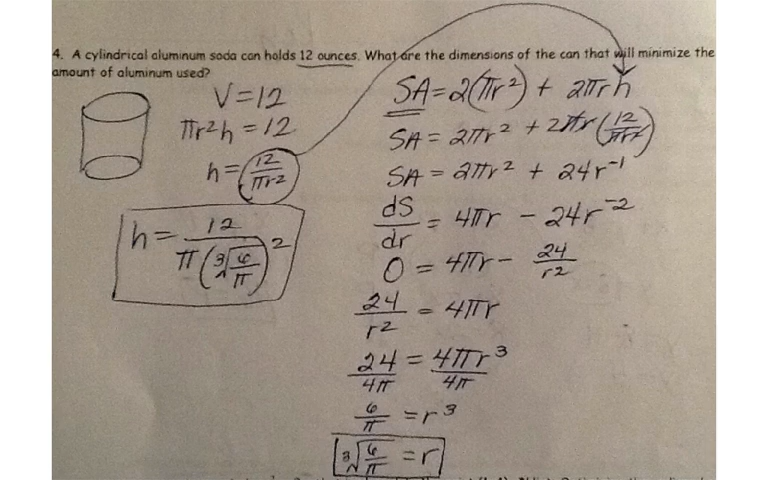 4. A cylindrical aluminum soda can holds 12 ounces. What are the dimensions of the can that will minimize the
amount of aluminum used?
V=12
πr²h = 12
h = 12/πr²
h = 12/π(∛(6/π))²
SA = 2(πr²) + 2πrh
SA = 2πr² + 2πr(12/πr²)
SA = 2πr² + 24r⁻¹
dS/dr = 4πr - 24r⁻²
0 = 4πr - 24/r²
24/r² = 4πr
24/4π = 4πr³/4π
6/π = r³
∛(6/π) = r